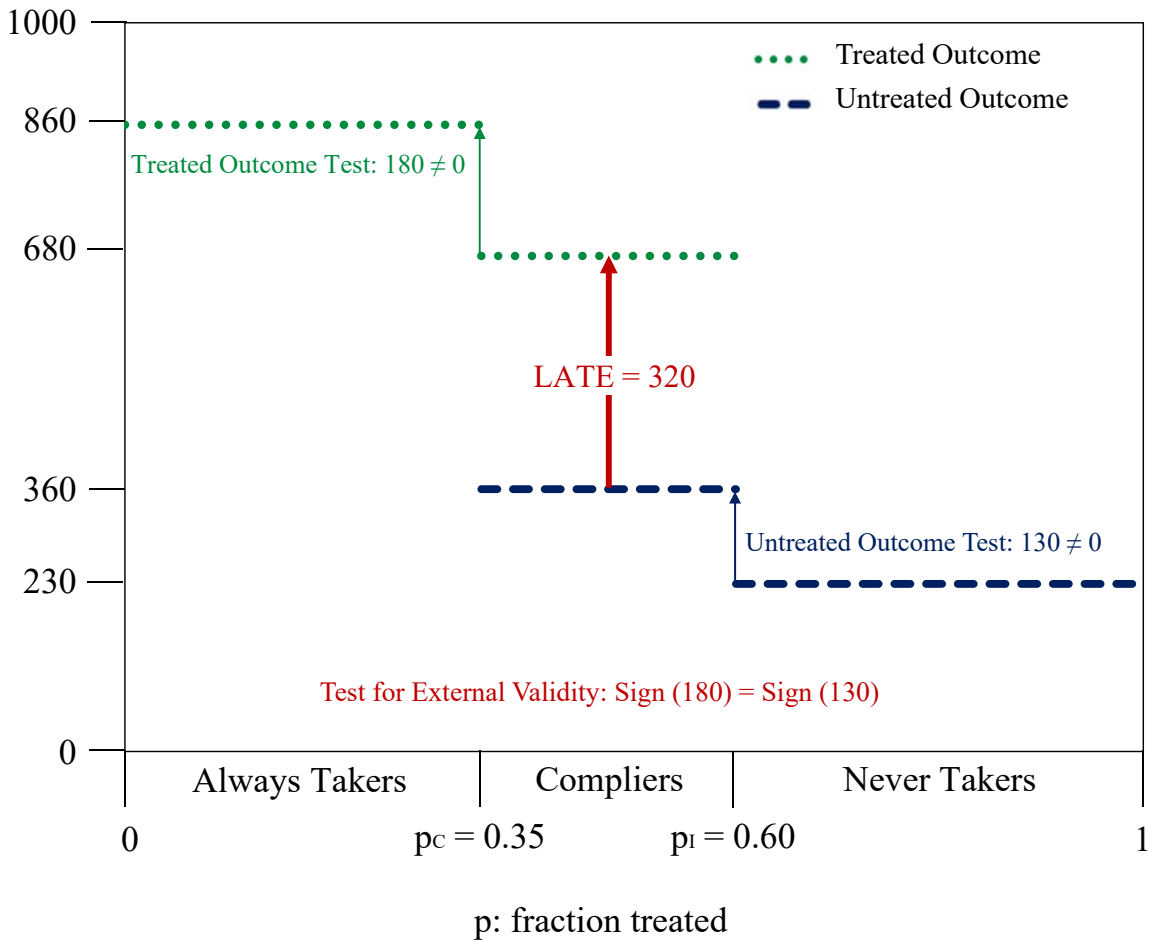 1000
Treated Outcome
Untreated Outcome
860
Treated Outcome Test: 180 ≠ 0
680
LATE = 320
360
Untreated Outcome Test: 130 ≠ 0
230
Test for External Validity: Sign (180) = Sign (130)
0
Always Takers
Compliers
Never Takers
0
pC = 0.35
pI = 0.60
1
p: fraction treated